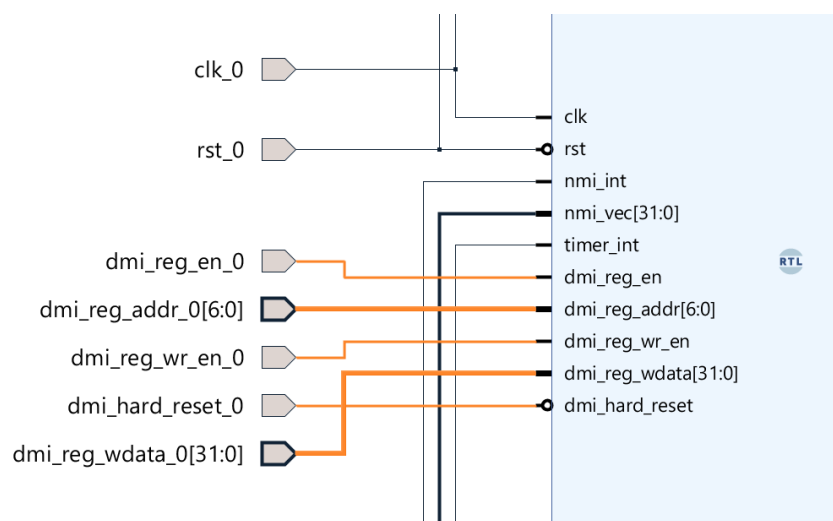 clk_0
rst_0
dmi_reg_en_0
dmi_reg_addr_0[6:0]
dmi_reg_wr_en_0
dmi_hard_reset_0
dmi_reg_wdata_0[31:0]
clk
rst
nmi_int
nmi_vec[31:0]
timer_int
dmi_reg_en
dmi_reg_addr[6:0]
dmi_reg_wr_en
dmi_reg_wdata[31:0]
dmi_hard_reset
RTL